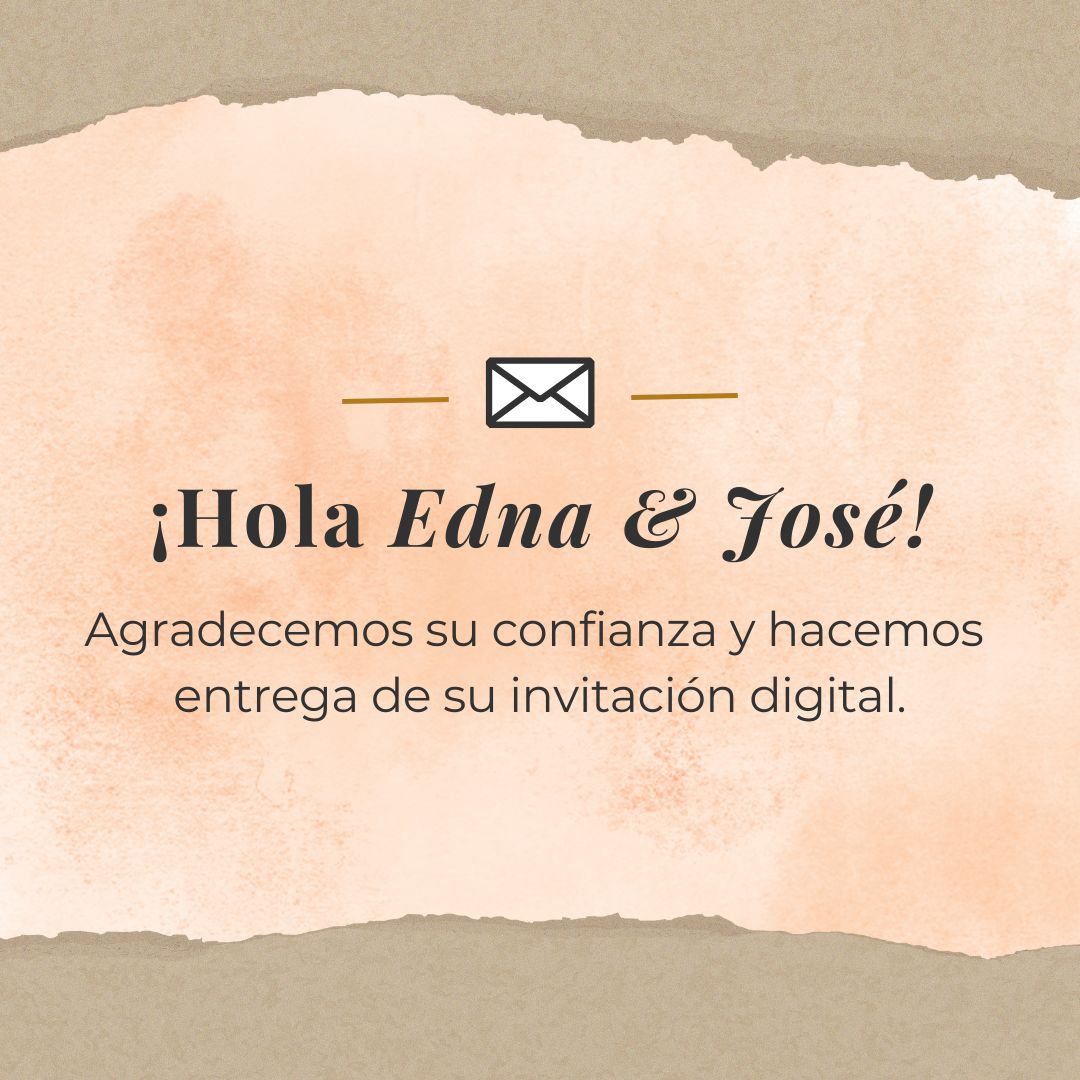 ¡Hola Edna & José!
Agradecemos su confianza y hacemos
entrega de su invitación digital.